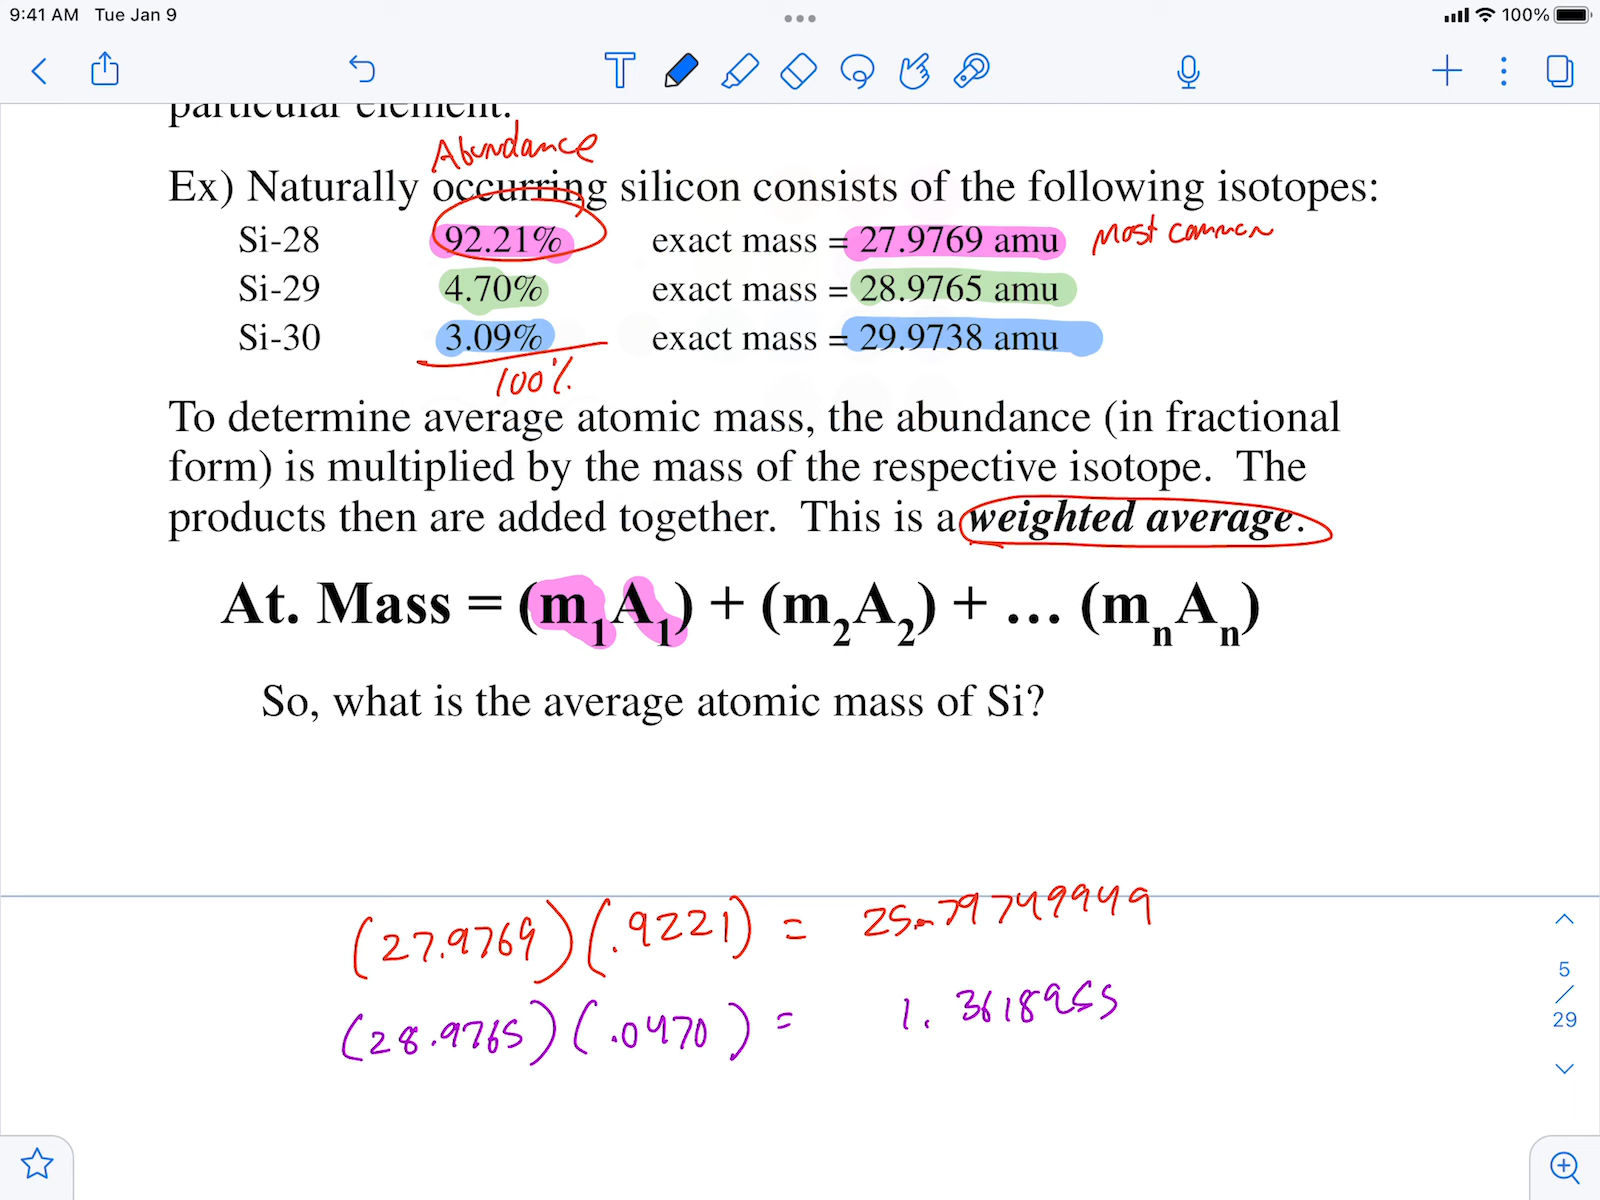 9:41 AM Tue Jan 9
100%
particular element.
Abundance
Ex) Naturally occurring silicon consists of the following isotopes:
Si-28 92.21% exact mass = 27.9769 amu most common
Si-29 4.70% exact mass = 28.9765 amu
Si-30 3.09% exact mass = 29.9738 amu
100%
To determine average atomic mass, the abundance (in fractional
form) is multiplied by the mass of the respective isotope. The
products then are added together. This is a weighted average.
At. Mass = (m₁A₁) + (m₂A₂) + ... (mₙAₙ)
So, what is the average atomic mass of Si?
(27.9769)(.9221) = 25.79749949
(28.9765)(.0470) = 1.3618955
5
/
29